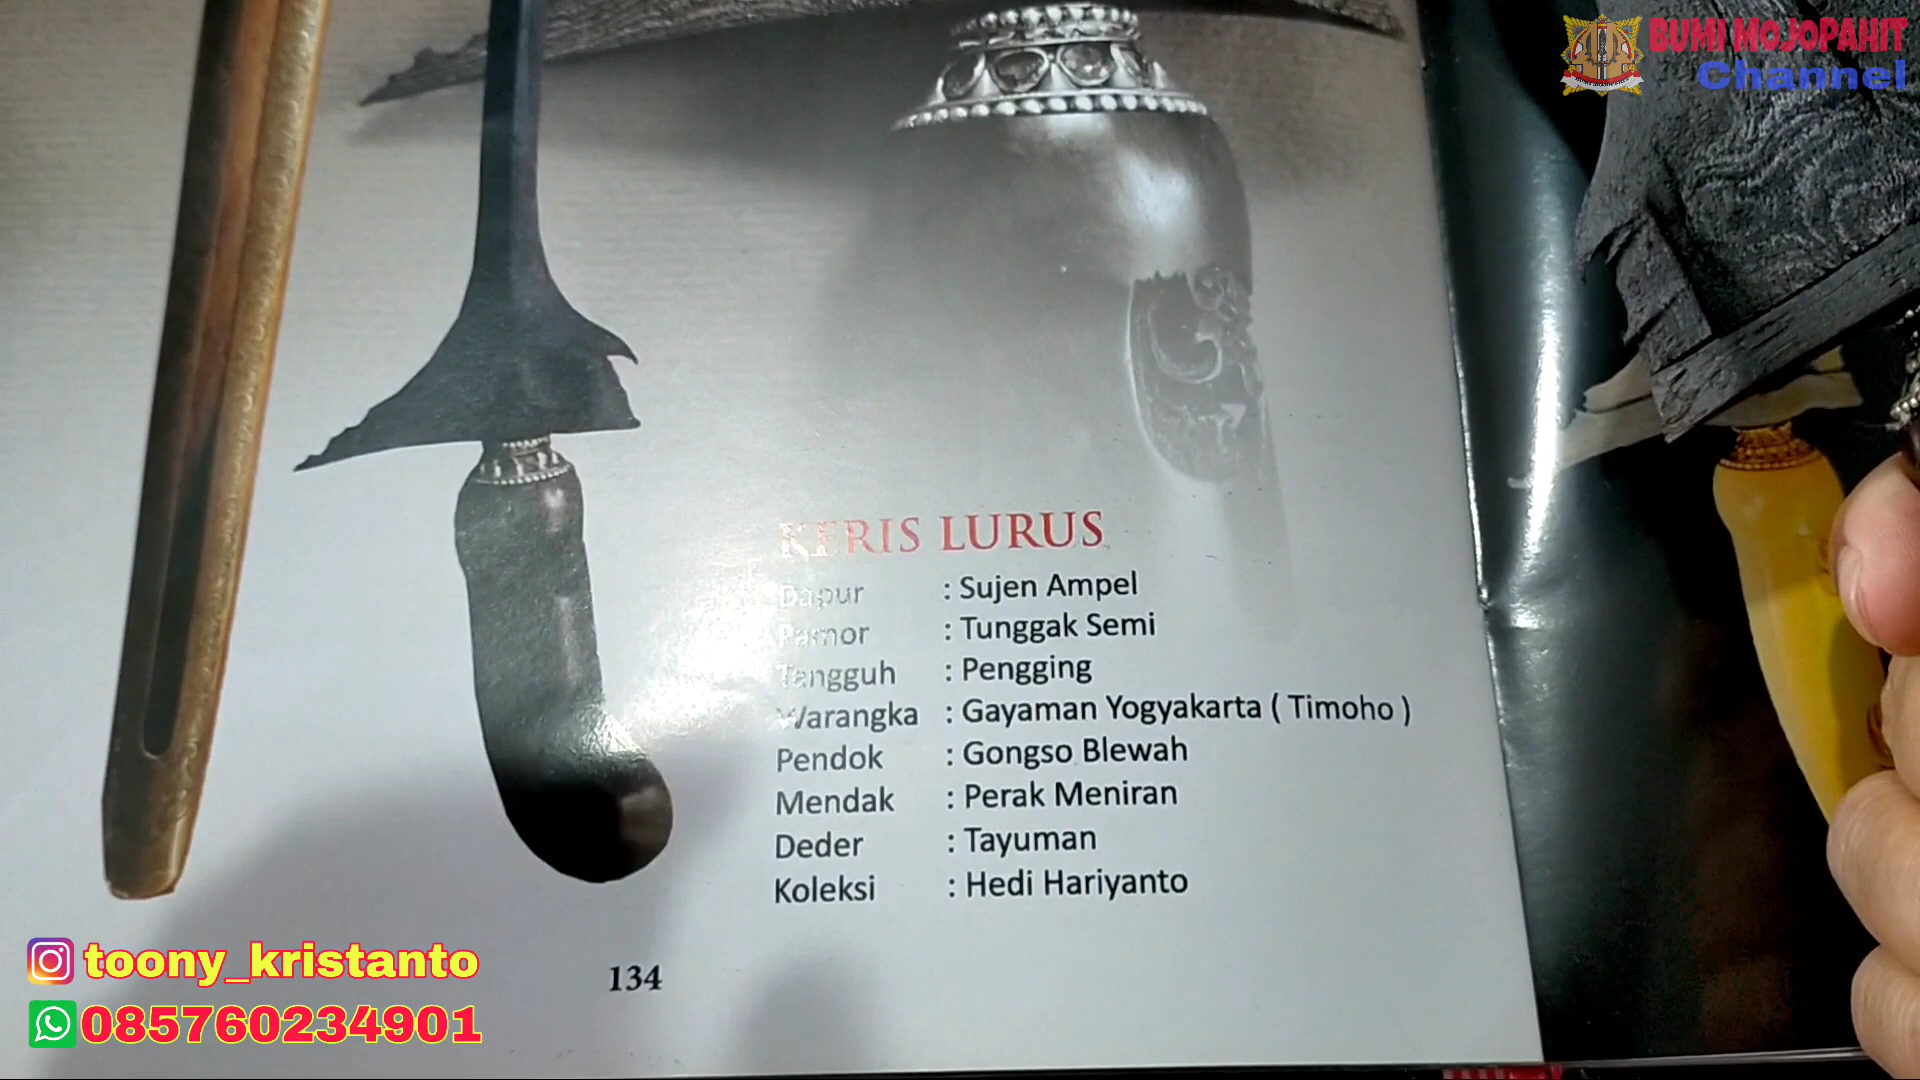 BUMI MOJOPAHIT
Channel
KERIS LURUS
Dapur : Sujen Ampel
Pamor : Tunggak Semi
Tangguh : Pengging
Warangka : Gayaman Yogyakarta ( Timoho )
Pendok : Gongso Blewah
Mendak : Perak Meniran
Deder : Tayuman
Koleksi : Hedi Hariyanto
134
toony_kristanto
085760234901